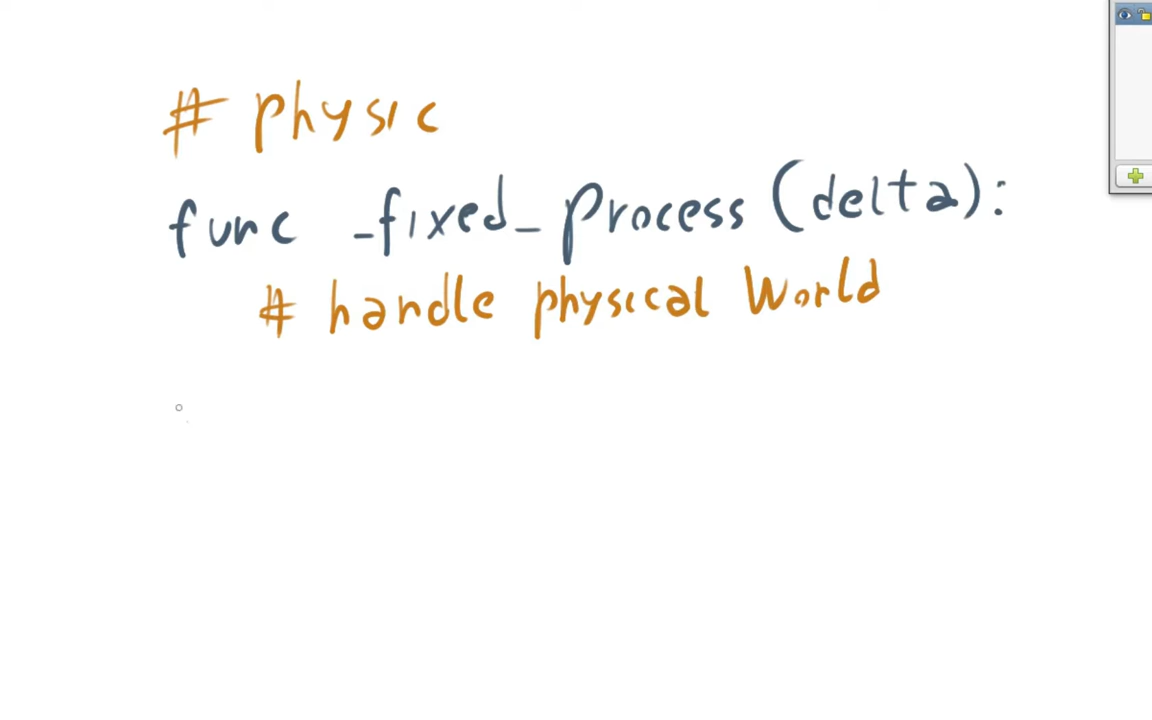 # physic
func _fixed_process(delta):
# handle physical World